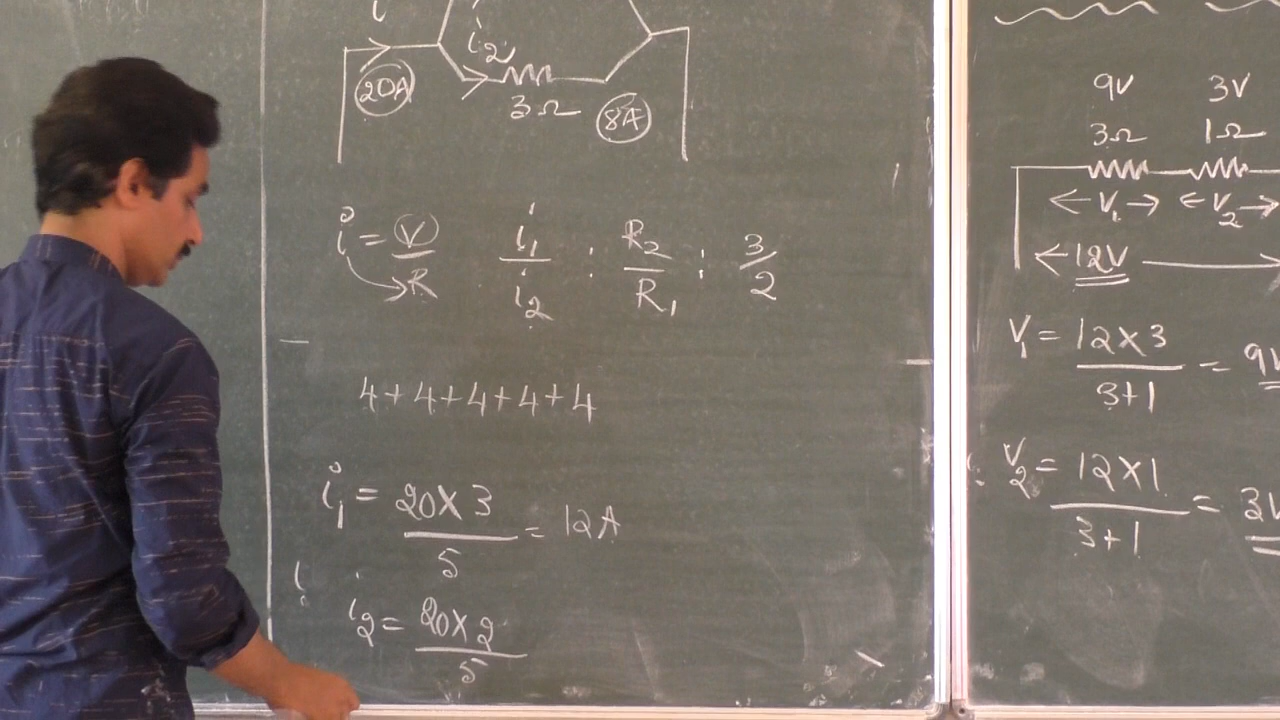 i
i₂
20A
3Ω 8A
i = V/R i₁/i₂ : R₂/R₁ : 3/2
4+4+4+4+4
i₁ = 20×3/5 = 12A
i₂ = 20×2/5
9V 3V
3Ω 1Ω
V₁ V₂
12V
V₁ = 12×3/3+1 = 9V
V₂ = 12×1/3+1 = 3V